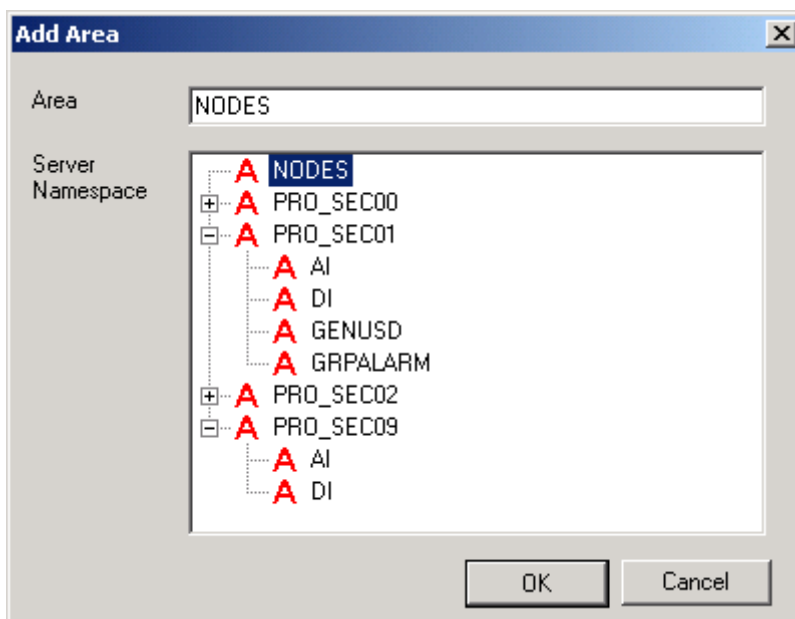 Add Area
Area NODES
Server Namespace
A NODES
A PRO_SEC00
A PRO_SEC01
A AI
A DI
A GENUSD
A GRPALARM
A PRO_SEC02
A PRO_SEC09
A AI
A DI
OK Cancel